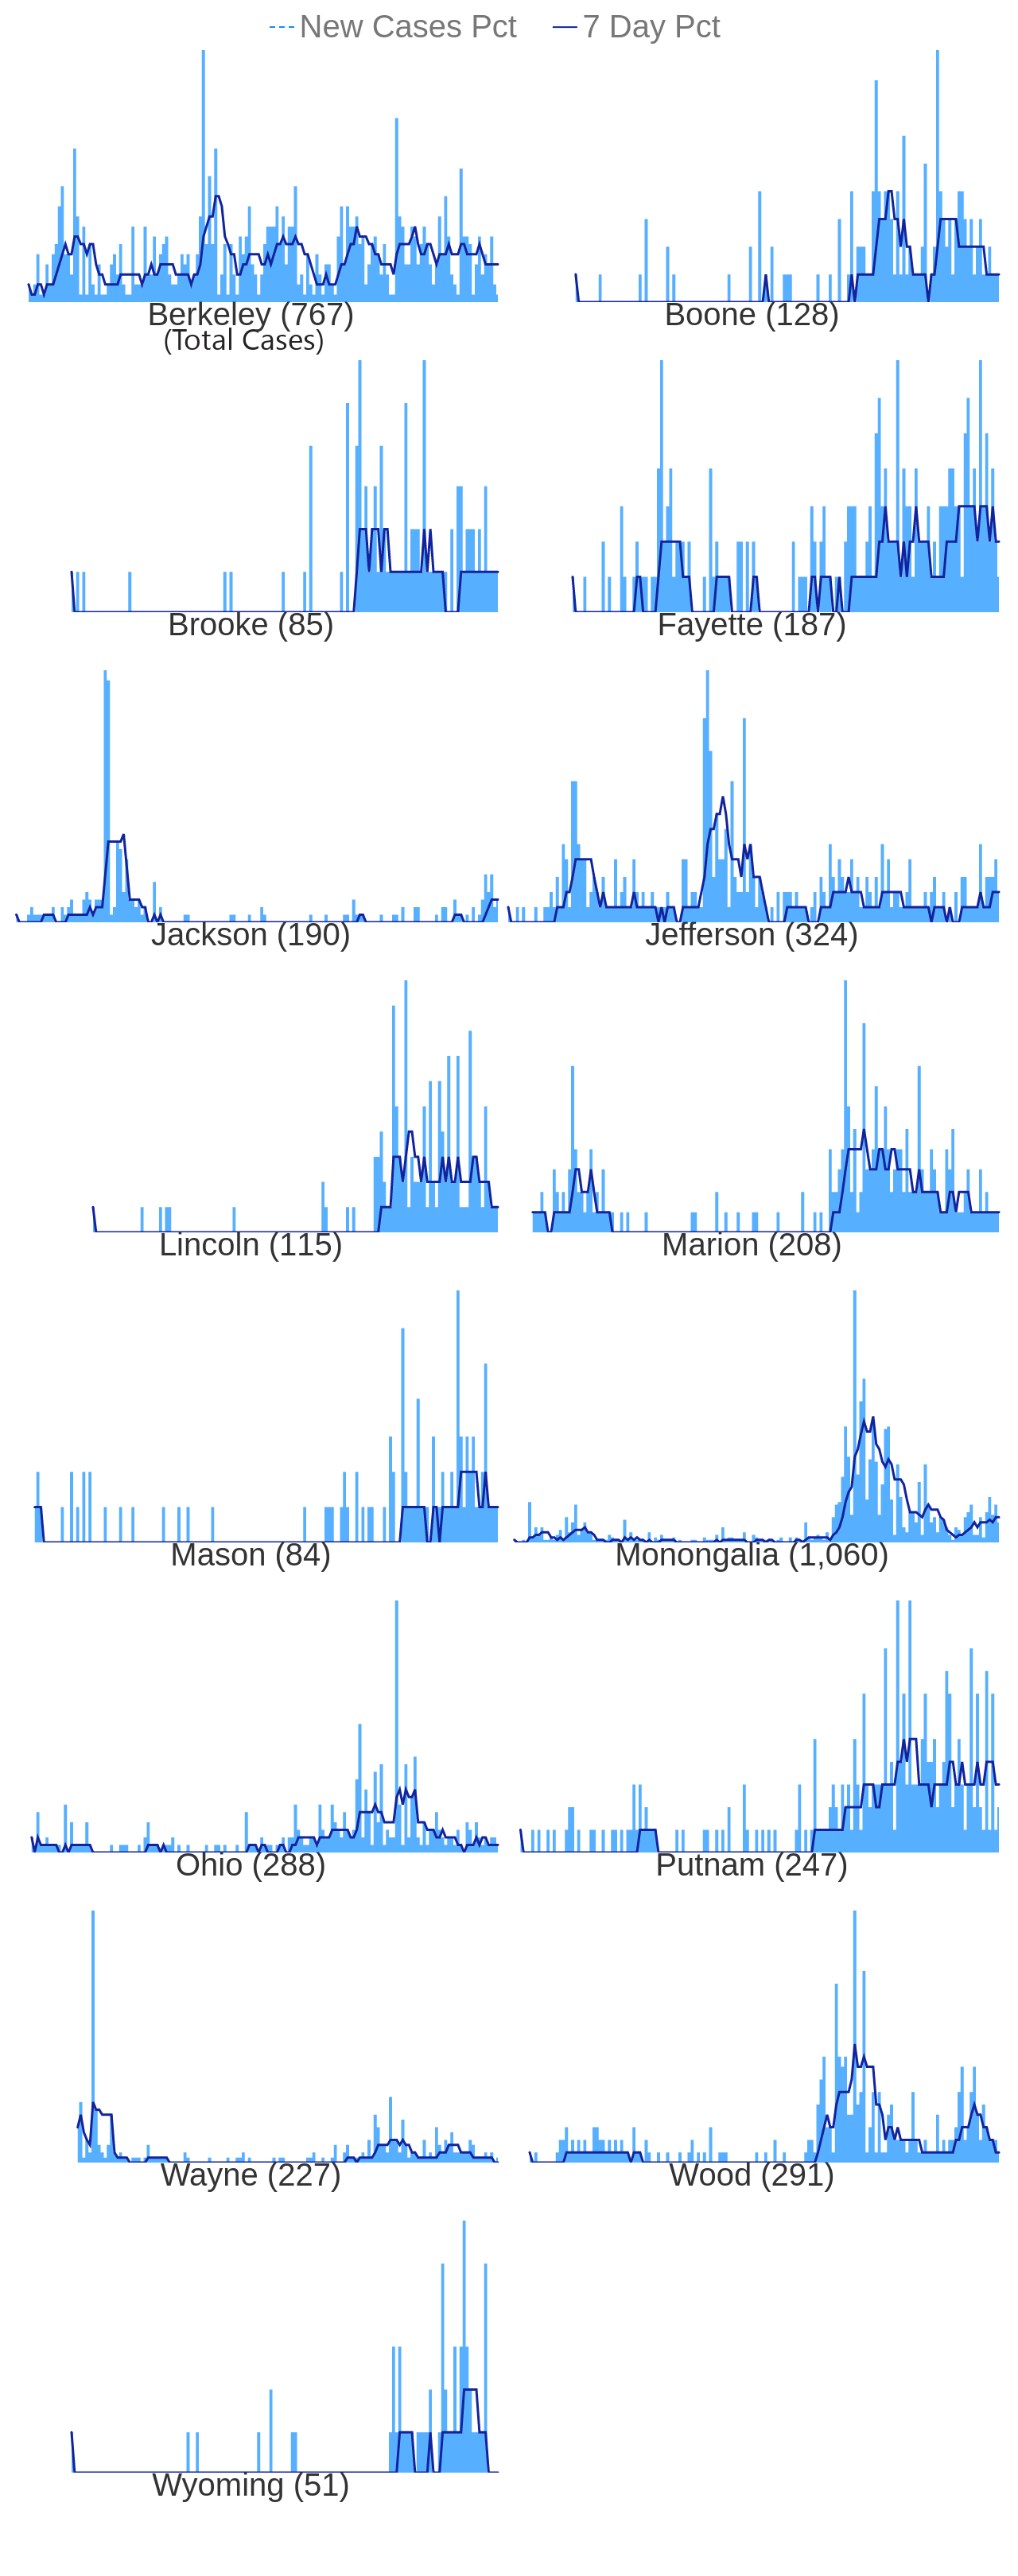 New Cases Pct 7 Day Pct
Berkeley (767) Boone (128)
(Total Cases)
Brooke (85) Fayette (187)
Jackson (190) Jefferson (324)
Lincoln (115) Marion (208)
Mason (84) Monongalia (1,060)
Ohio (288) Putnam (247)
Wayne (227) Wood (291)
Wyoming (51)